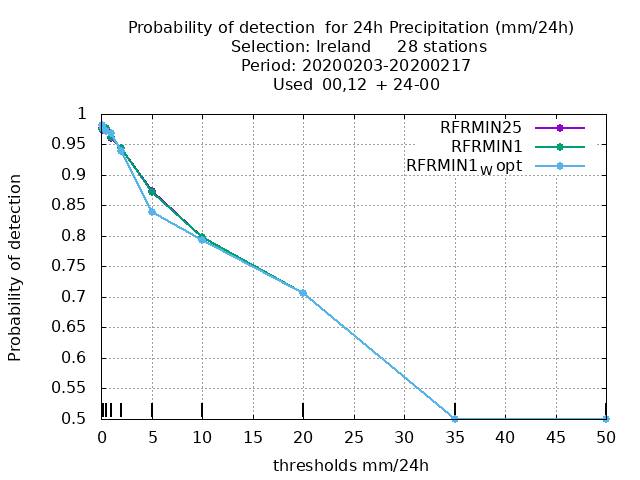 Probability of detection  for 24h Precipitation (mm/24h)
Selection: Ireland     28 stations
Period: 20200203-20200217
Used  00,12  + 24-00
RFRMIN25
RFRMIN1
RFRMIN1W opt
Probability of detection
1
0.95
0.9
0.85
0.8
0.75
0.7
0.65
0.6
0.55
0.5
0 5 10 15 20 25 30 35 40 45 50
thresholds mm/24h